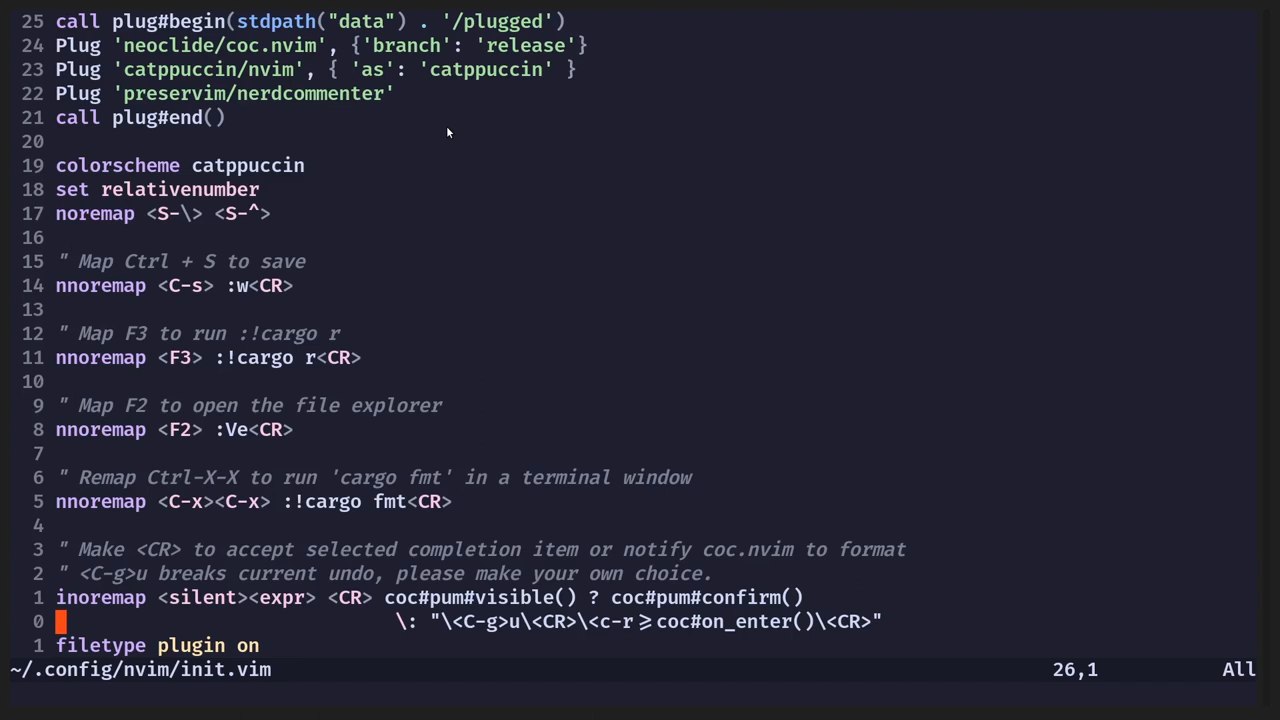 25 call plug#begin(stdpath("data") . '/plugged')
24 Plug 'neoclide/coc.nvim', {'branch': 'release'}
23 Plug 'catppuccin/nvim', { 'as': 'catppuccin' }
22 Plug 'preservim/nerdcommenter'
21 call plug#end()
20
19 colorscheme catppuccin
18 set relativenumber
17 noremap <S-\> <S-^>
16
15 " Map Ctrl + S to save
14 nnoremap <C-s> :w<CR>
13
12 " Map F3 to run :!cargo r
11 nnoremap <F3> :!cargo r<CR>
10
9 " Map F2 to open the file explorer
8 nnoremap <F2> :Ve<CR>
7
6 " Remap Ctrl-X-X to run 'cargo fmt' in a terminal window
5 nnoremap <C-x><C-x> :!cargo fmt<CR>
4
3 " Make <CR> to accept selected completion item or notify coc.nvim to format
2 " <C-g>u breaks current undo, please make your own choice.
1 inoremap <silent><expr> <CR> coc#pum#visible() ? coc#pum#confirm()
0 \: "\<C-g>u\<CR>\<c-r>=coc#on_enter()\<CR>"
1 filetype plugin on
~/.config/nvim/init.vim 26,1 All